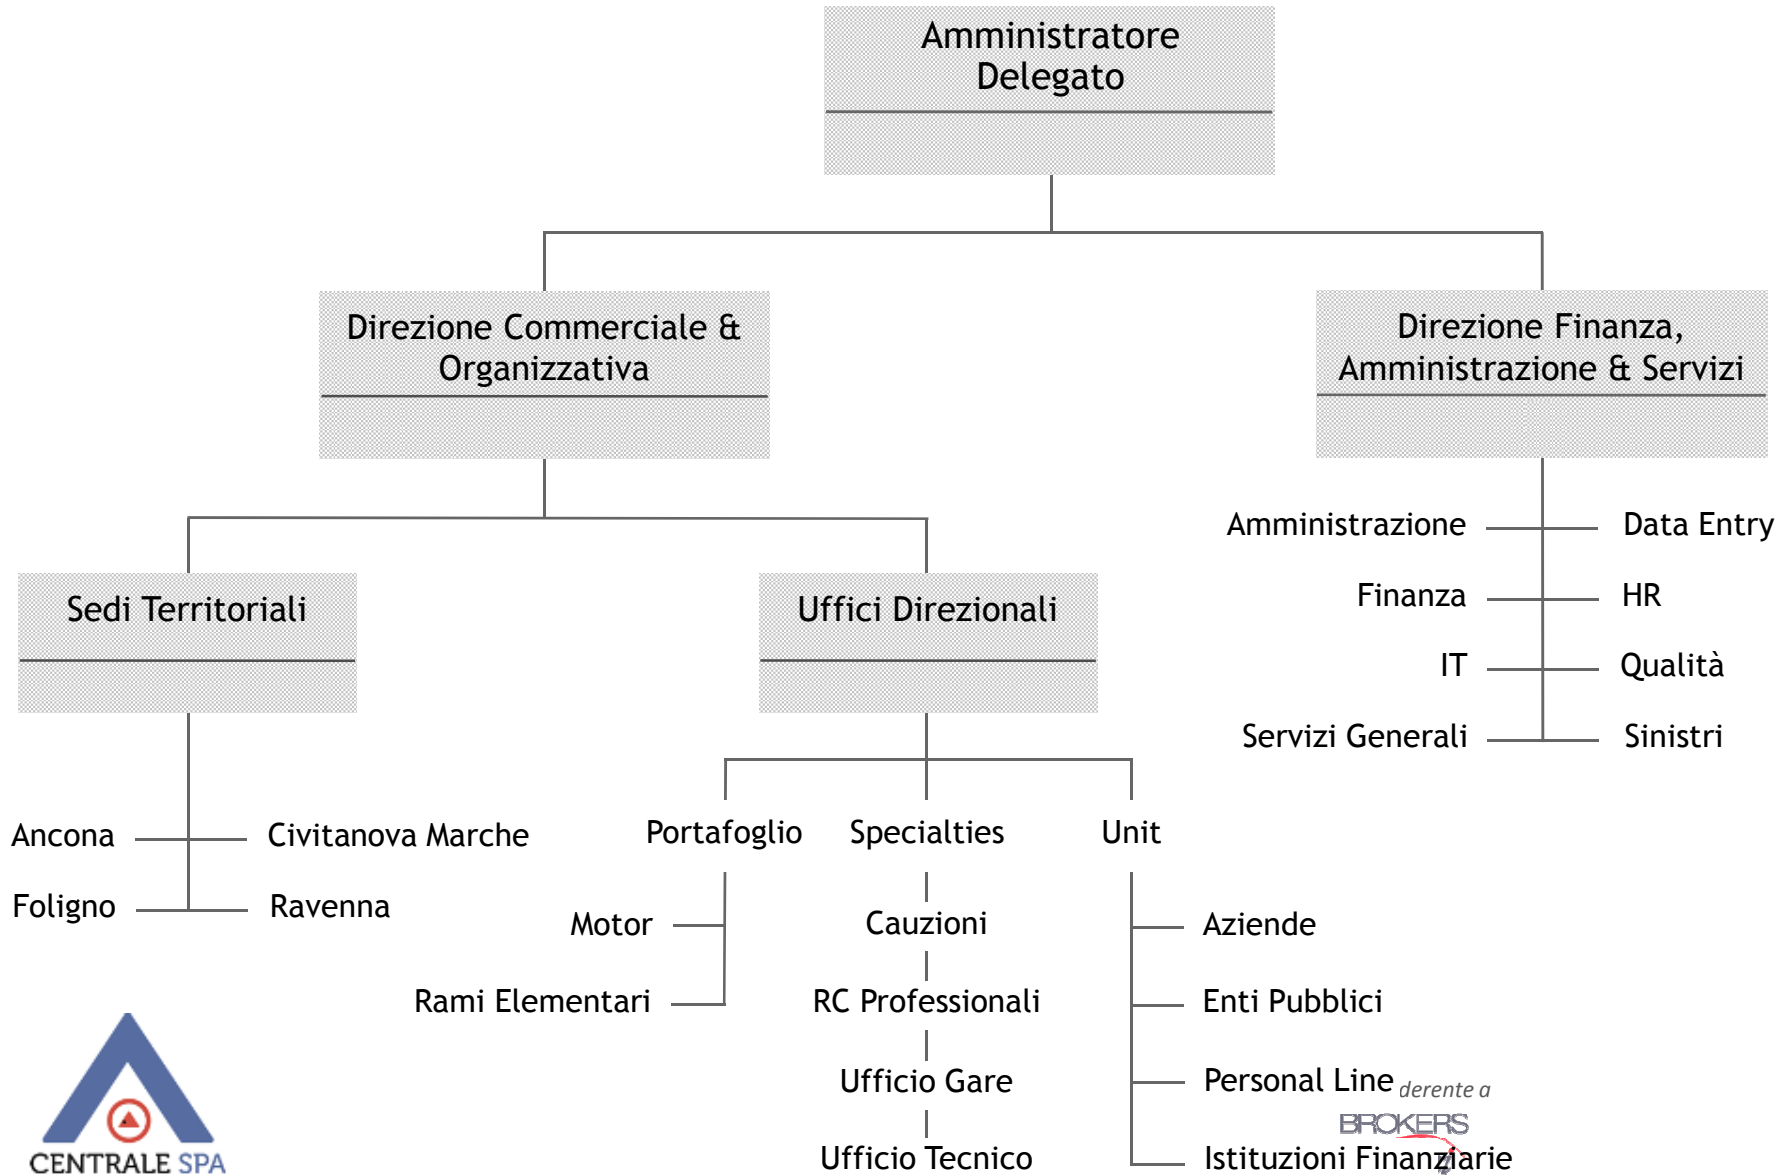 Amministratore
Delegato
Direzione Commerciale &
Organizzativa
Direzione Finanza,
Amministrazione & Servizi
Amministrazione
Data Entry
Finanza
HR
IT
Qualità
Servizi Generali
Sinistri
Sedi Territoriali
Uffici Direzionali
Ancona
Civitanova Marche
Foligno
Ravenna
Portafoglio
Specialties
Unit
Motor
Rami Elementari
Cauzioni
RC Professionali
Ufficio Gare
Ufficio Tecnico
Aziende
Enti Pubblici
Personal Line
derente a
BROKERS
Istituzioni Finanziarie
CENTRALE SPA